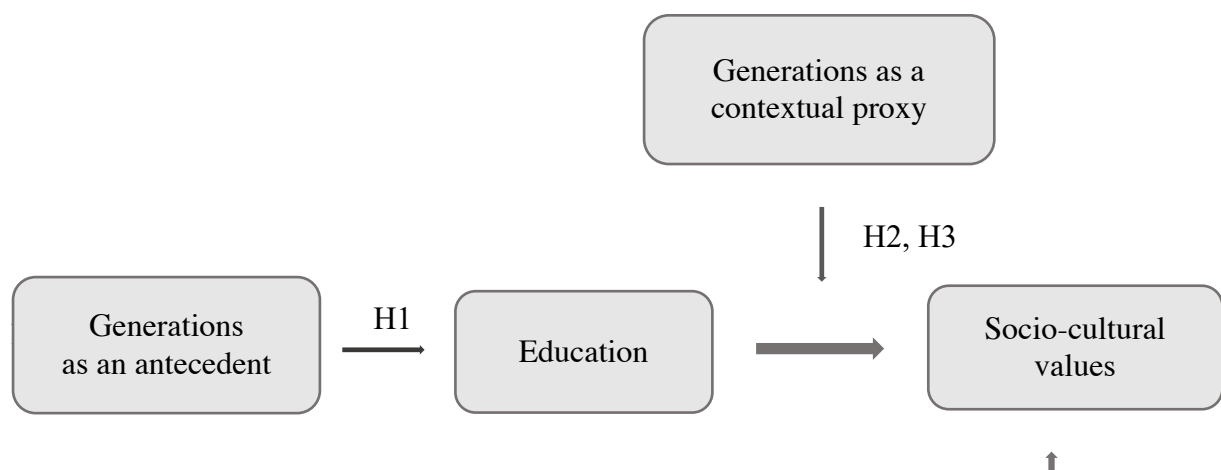 Generations as a
contextual proxy
H2, H3
Generations
as an antecedent
H1
Education
Socio-cultural
values